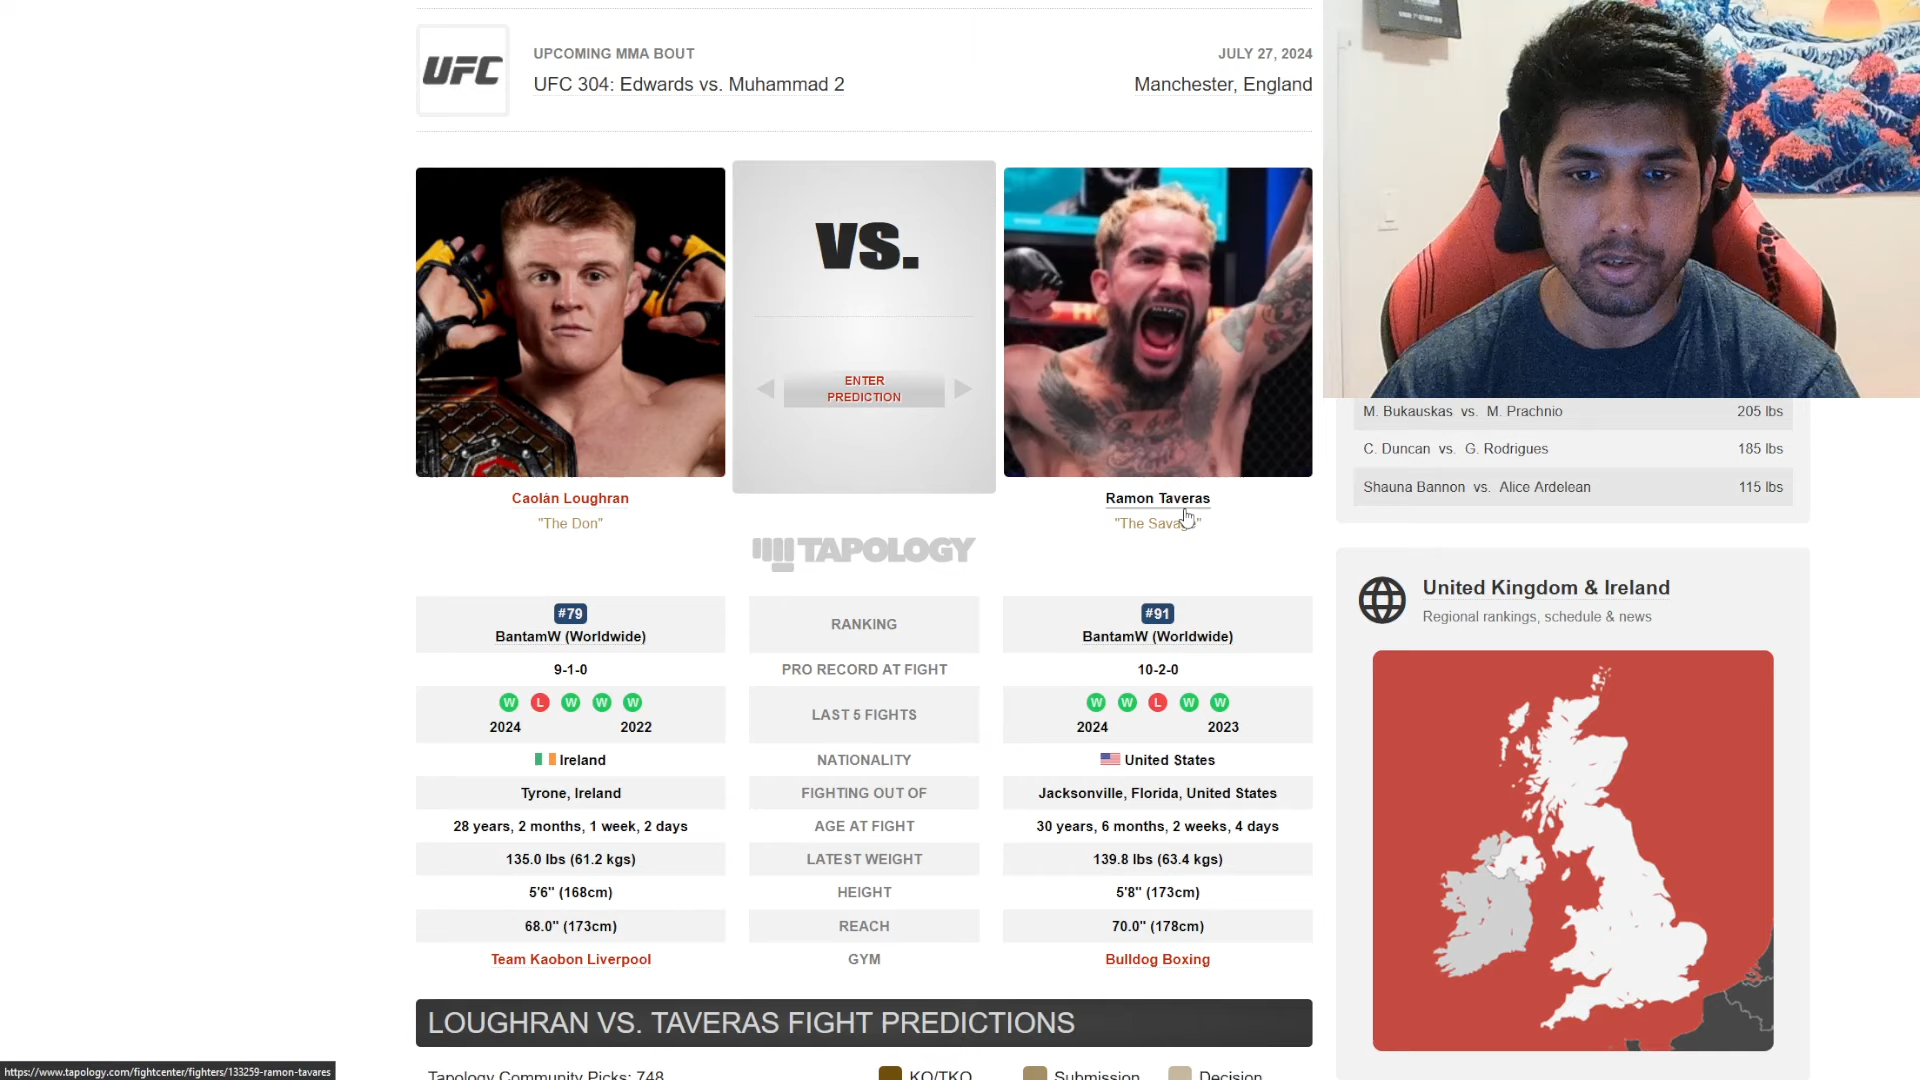 UFC
UPCOMING MMA BOUT
UFC 304: Edwards vs. Muhammad 2
JULY 27, 2024
Manchester, England
VS.
ENTER
PREDICTION
Caolán Loughran
"The Don"
Ramon Taveras
TAPOLOGY
#79
BantamW (Worldwide)
RANKING
#91
BantamW (Worldwide)
9-1-0
PRO RECORD AT FIGHT
10-2-0
W L W W W
2024 2022
LAST 5 FIGHTS
W W L W W
2024 2023
Ireland
NATIONALITY
United States
Tyrone, Ireland
FIGHTING OUT OF
Jacksonville, Florida, United States
28 years, 2 months, 1 week, 2 days
AGE AT FIGHT
30 years, 6 months, 2 weeks, 4 days
135.0 lbs (61.2 kgs)
LATEST WEIGHT
139.8 lbs (63.4 kgs)
5'6" (168cm)
HEIGHT
5'8" (173cm)
68.0" (173cm)
REACH
70.0" (178cm)
Team Kaobon Liverpool
GYM
Bulldog Boxing
LOUGHRAN VS. TAVERAS FIGHT PREDICTIONS
Tapology Community Picks: 748
KO/TKO
Submission
Decision
M. Bukauskas vs. M. Prachnio 205 lbs
C. Duncan vs. G. Rodrigues 185 lbs
Shauna Bannon vs. Alice Ardelean 115 lbs
United Kingdom & Ireland
Regional rankings, schedule & news
https://www.tapology.com/fightcenter/fighters/133259-ramon-tavares